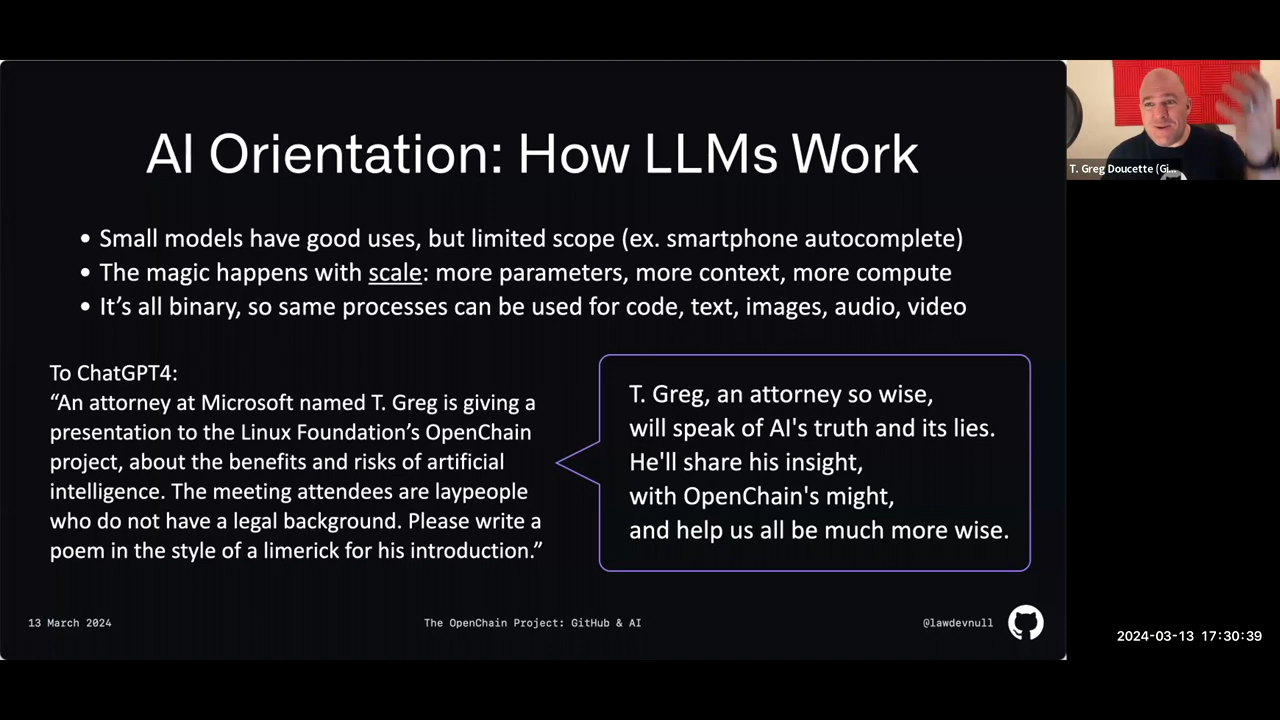 AI Orientation: How LLMs Work
• Small models have good uses, but limited scope (ex. smartphone autocomplete)
• The magic happens with scale: more parameters, more context, more compute
• It’s all binary, so same processes can be used for code, text, images, audio, video
To ChatGPT4:
“An attorney at Microsoft named T. Greg is giving a
presentation to the Linux Foundation’s OpenChain
project, about the benefits and risks of artificial
intelligence. The meeting attendees are laypeople
who do not have a legal background. Please write a
poem in the style of a limerick for his introduction.”
T. Greg, an attorney so wise,
will speak of AI's truth and its lies.
He'll share his insight,
with OpenChain's might,
and help us all be much more wise.
13 March 2024
The OpenChain Project: GitHub & AI
@lawdevnull
T. Greg Doucette (Gi...
2024-03-13 17:30:39